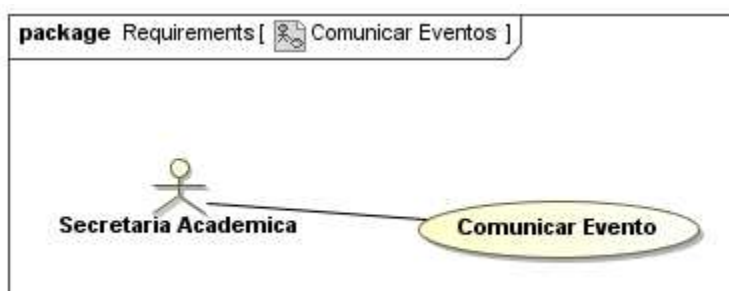 package Requirements[ Comunicar Eventos ]
Secretaria Academica
Comunicar Evento